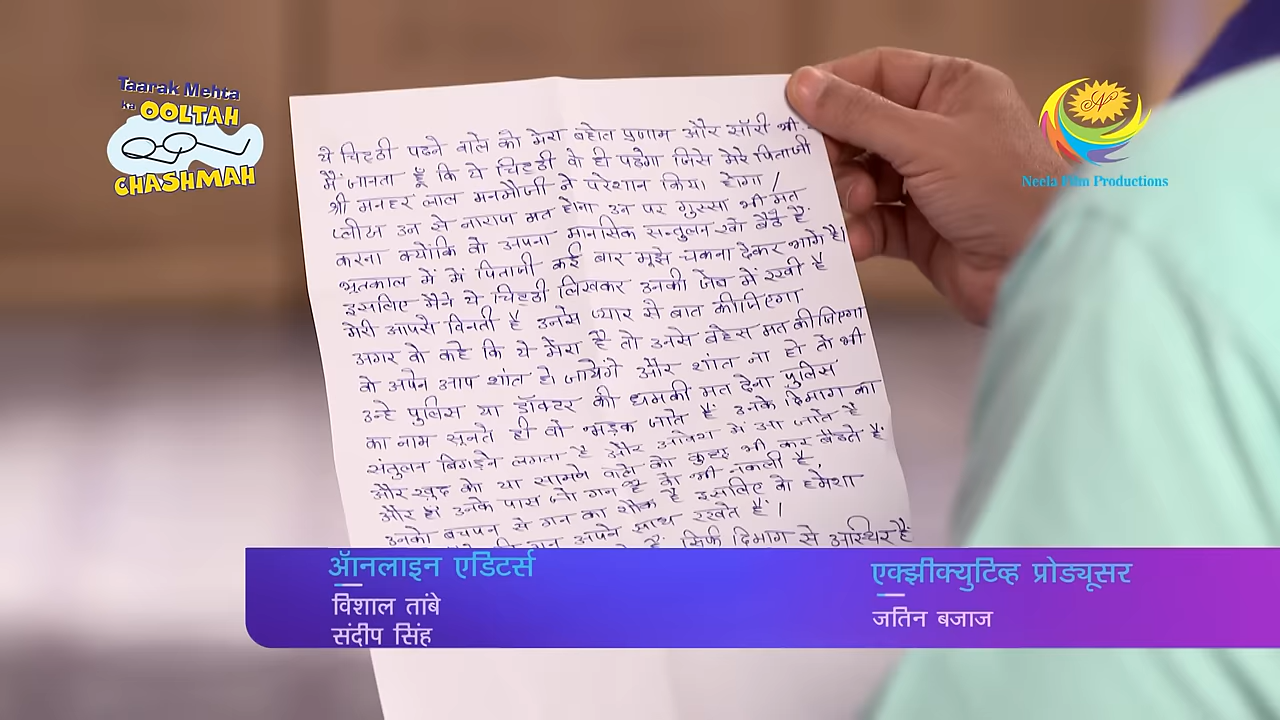 Taarak Mehta
ka OOLTAH
CHASHMAH
Neela Film Productions
ये चिठ्ठी पढने वाले को मेरा बहोत प्रणाम और सॉरी भी.
मैं जानता हूँ कि ये चिठ्ठी वो ही पढेगा जिसे मेरे पिताजी
श्री मनहर लाल मनमौजी ने परेशान किया होगा /
प्लीज उन से नाराज मत होना उन पर गुस्सा भी मत
करना क्योंकि वो अपना मानसिक सन्तुलन खो बैठे है
भूतकाल में मे पिताजी कई बार मूझे चकमा देकर भागे है।
इसलिए मैने ये चिठ्ठी लिखकर उनकी जेब में रखी है
मेरी आपसे विनती है उनसे प्यार से बात कीजिएगा
अगर वो कहे कि ये मेरा है तो उनसे बहेस मत कीजिएगा
वो अपने आप शांत हो जायेंगे और शांत ना हो तो भी
उन्हे पुलिस या डॉक्टर की धमकी मत देना पुलिस
का नाम सुनते ही वो भड़क जाते है उनके दिमाग का
संतुलन बिगड़ने लगता है और आवेश में आ जाते है
और खुद को या सामने वाले को कुछ भी कर बैठते है
और हां उनके पास जो गन है वो भी नकली है,
उनको बचपन से गन का शौक है इसलिए वो हमेशा
अपने साथ रखते है।
सिर्फ दिमाग से अस्थिर है
ऑनलाइन एडिटर्स
विशाल तांबे
संदीप सिंह
एक्झीक्युटिव्ह प्रोड्यूसर
जतिन बजाज